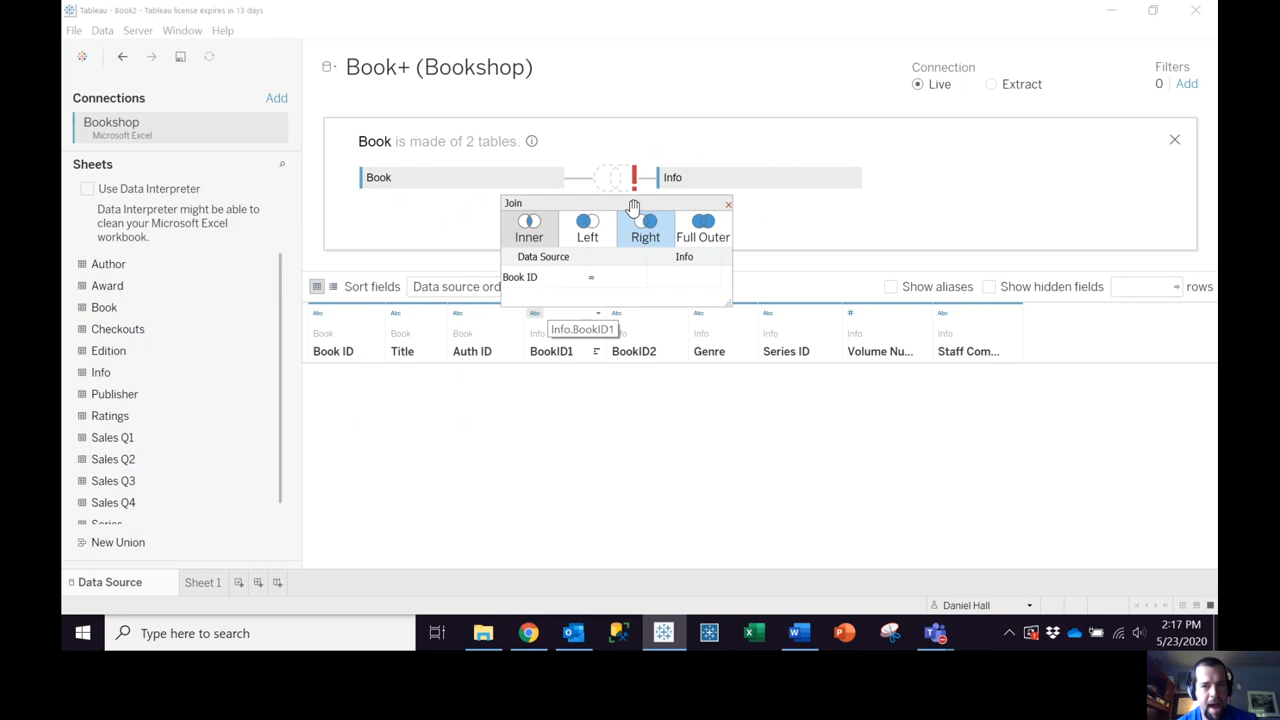 Tableau - Book2 - Tableau license expires in 13 days
File Data Server Window Help
Connections Add
Bookshop
Microsoft Excel
Sheets
Use Data Interpreter
Data Interpreter might be able to
clean your Microsoft Excel
workbook.
Author
Award
Book
Checkouts
Edition
Info
Publisher
Ratings
Sales Q1
Sales Q2
Sales Q3
Sales Q4
Series
New Union
Book+ (Bookshop)
Connection
Live Extract
Filters
0 Add
Book is made of 2 tables.
Book Info
Join
Inner Left Right Full Outer
Data Source Info
Book ID =
Sort fields Data source ord
Show aliases Show hidden fields rows
Abc Abc Abc Abc Abc Abc Abc # Abc
Book Book Book Info Info Info Info Info
Info.BookID1
Book ID Title Auth ID BookID1 BookID2 Genre Series ID Volume Nu... Staff Com...
Data Source Sheet 1
Daniel Hall
Type here to search
2:17 PM
5/23/2020